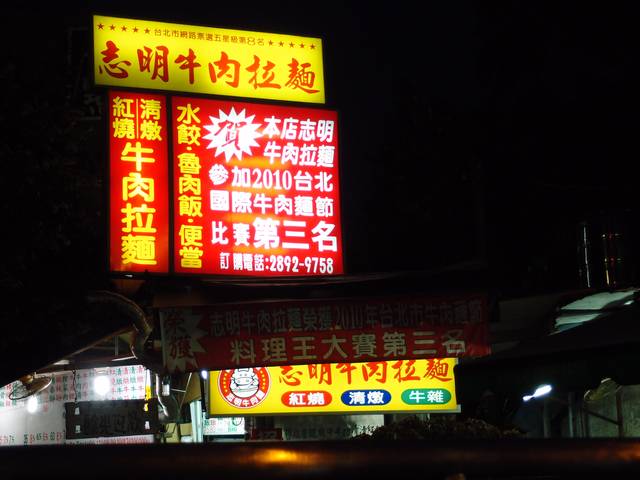 ★★★★★台北市網路票選五星級第8名★★★★★
志明牛肉拉麵
紅燒
清燉
牛肉拉麵
水餃·魯肉飯·便當
賀
本店志明
牛肉拉麵
參加2010台北
國際牛肉麵節
比賽第三名
訂購電話:2892-9758
榮獲
志明牛肉拉麵榮獲2010年台北市牛肉麵節
料理王大賽第三名
志明牛肉拉麵
紅燒
清燉
牛雜